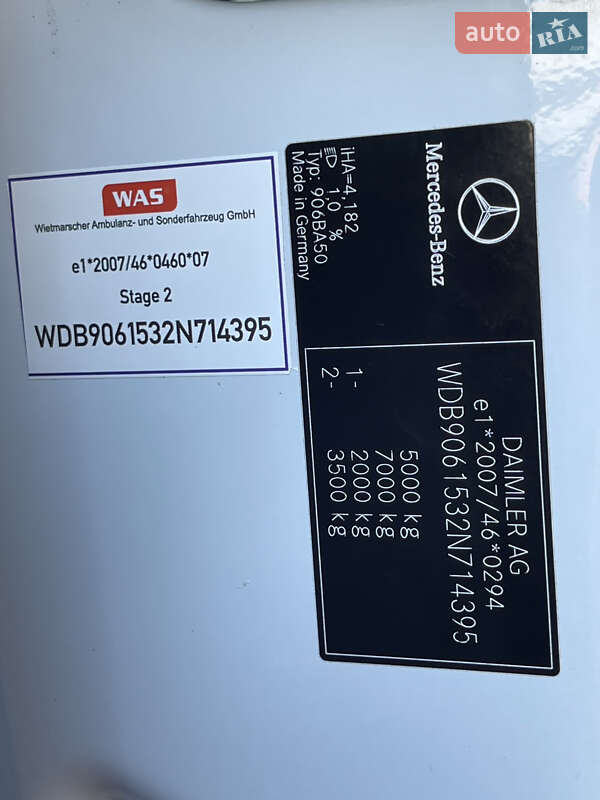 auto RIA
.com
WAS
Wietmarscher Ambulanz- und Sonderfahrzeug GmbH
e1*2007/46*0460*07
Stage 2
WDB9061532N714395
Mercedes-Benz
iHA=4,182
1,0 %
Typ: 906BA50
Made in Germany
DAIMLER AG
e1*2007/46*0294
WDB9061532N714395
5000 kg
7000 kg
1- 2000 kg
2- 3500 kg